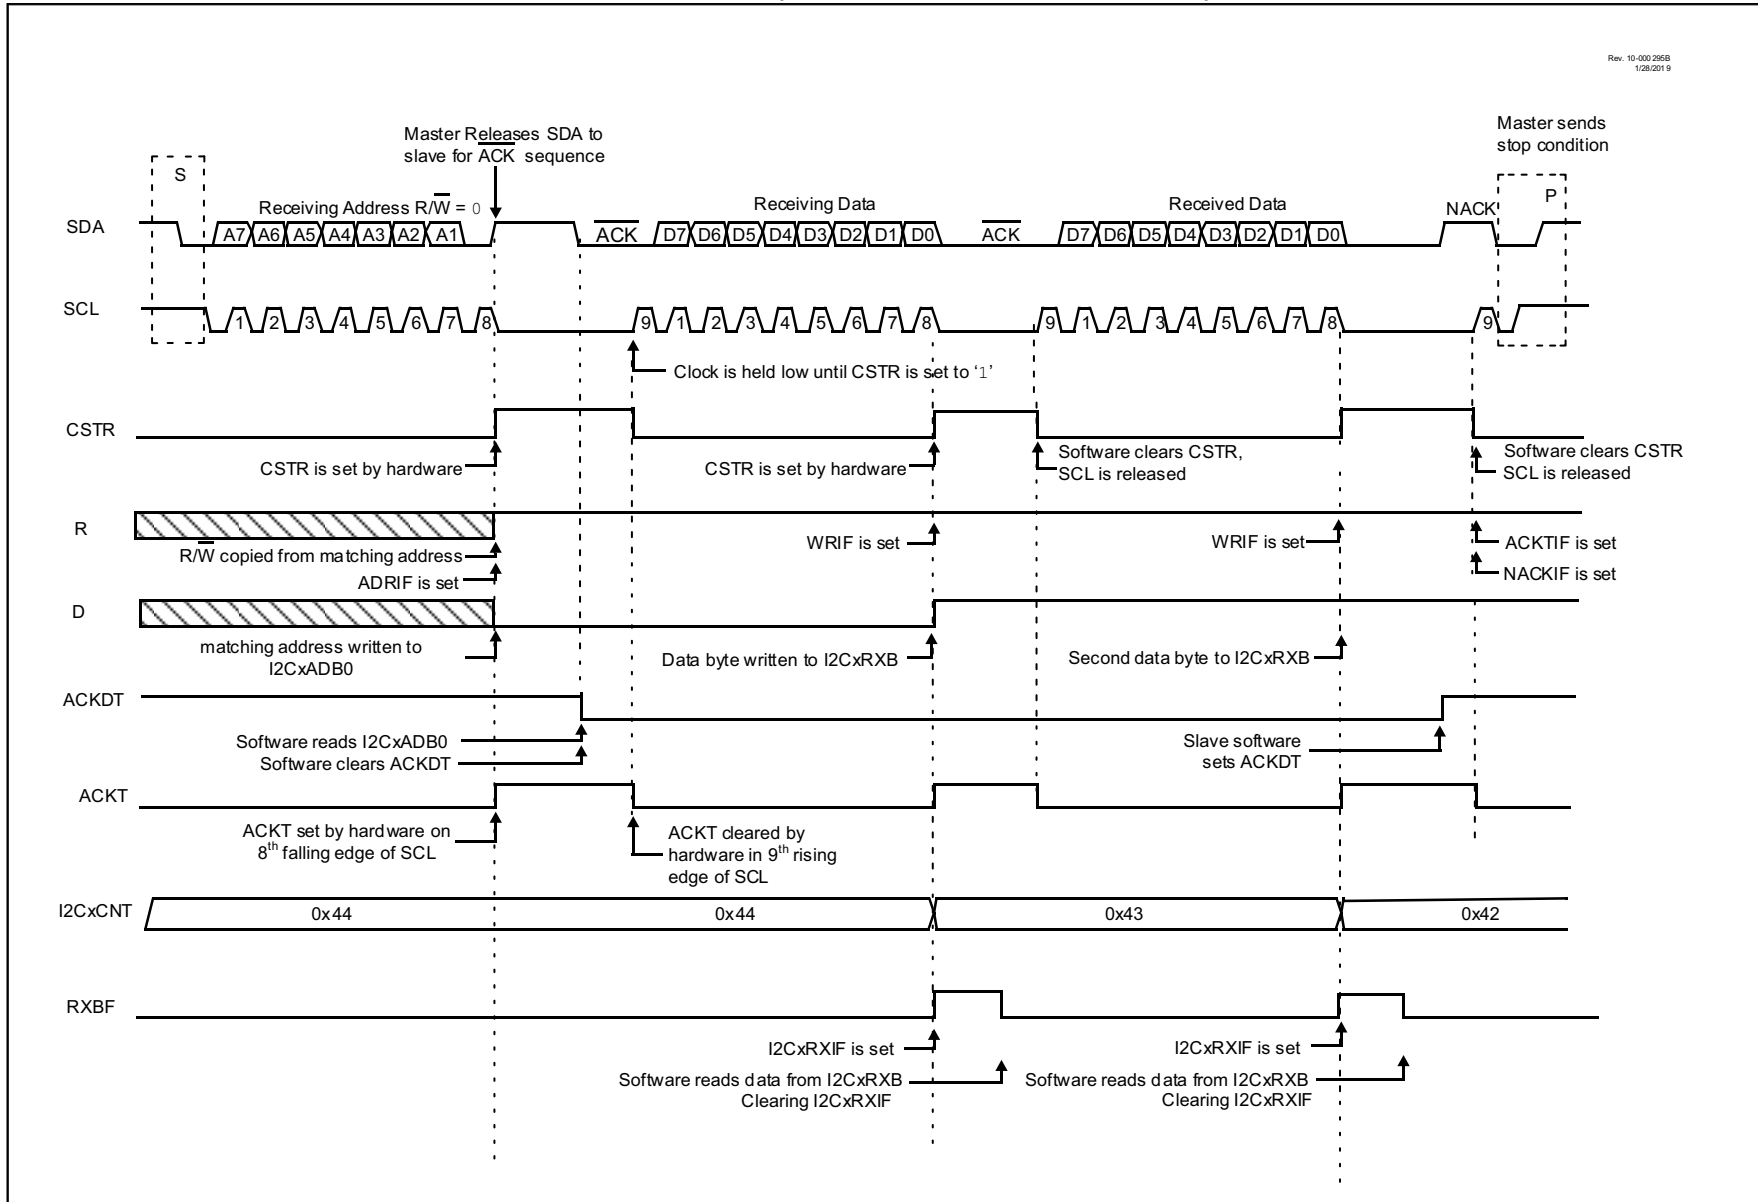 Rev. 10-000 295B
1/28/201 9
Master Releases SDA to
slave for ACK sequence
Master sends
stop condition
S
P
Receiving Address R/W = 0
Receiving Data
Received Data
NACK
SDA
A7 A6 A5 A4 A3 A2 A1
ACK
D7 D6 D5 D4 D3 D2 D1 D0
ACK
D7 D6 D5 D4 D3 D2 D1 D0
SCL
1 2 3 4 5 6 7 8
9 1 2 3 4 5 6 7 8
9 1 2 3 4 5 6 7 8
9
Clock is held low until CSTR is set to ‘1’
CSTR
CSTR is set by hardware
CSTR is set by hardware
Software clears CSTR,
SCL is released
Software clears CSTR
SCL is released
R
R/W copied from matching address
ADRIF is set
WRIF is set
WRIF is set
ACKTIF is set
NACKIF is set
D
matching address written to
I2CxADB0
Data byte written to I2CxRXB
Second data byte to I2CxRXB
ACKDT
Software reads I2CxADB0
Software clears ACKDT
Slave software
sets ACKDT
ACKT
ACKT set by hardware on
8th falling edge of SCL
ACKT cleared by
hardware in 9th rising
edge of SCL
I2CxCNT
0x44
0x44
0x43
0x42
RXBF
I2CxRXIF is set
Software reads data from I2CxRXB
Clearing I2CxRXIF
I2CxRXIF is set
Software reads data from I2CxRXB
Clearing I2CxRXIF